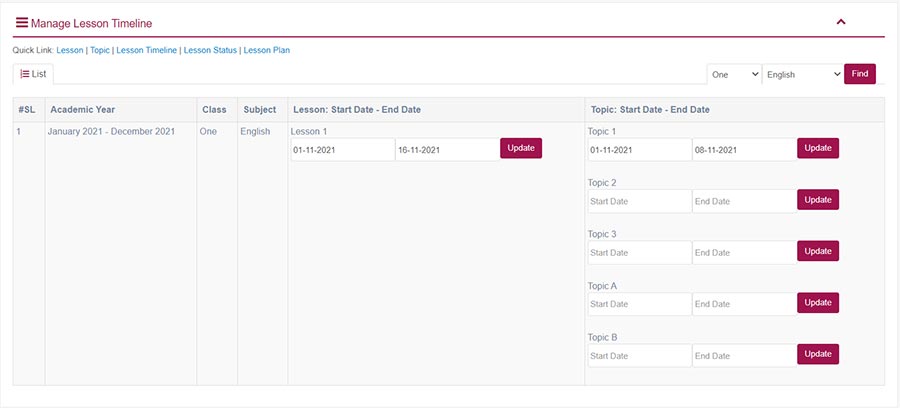 Manage Lesson Timeline
Quick Link: Lesson | Topic | Lesson Timeline | Lesson Status | Lesson Plan
List One English Find
#SL Academic Year Class Subject Lesson: Start Date - End Date Topic: Start Date - End Date
1 January 2021 - December 2021 One English Lesson 1 Topic 1
01-11-2021 16-11-2021 Update 01-11-2021 08-11-2021 Update
Topic 2
Start Date End Date Update
Topic 3
Start Date End Date Update
Topic A
Start Date End Date Update
Topic B
Start Date End Date Update